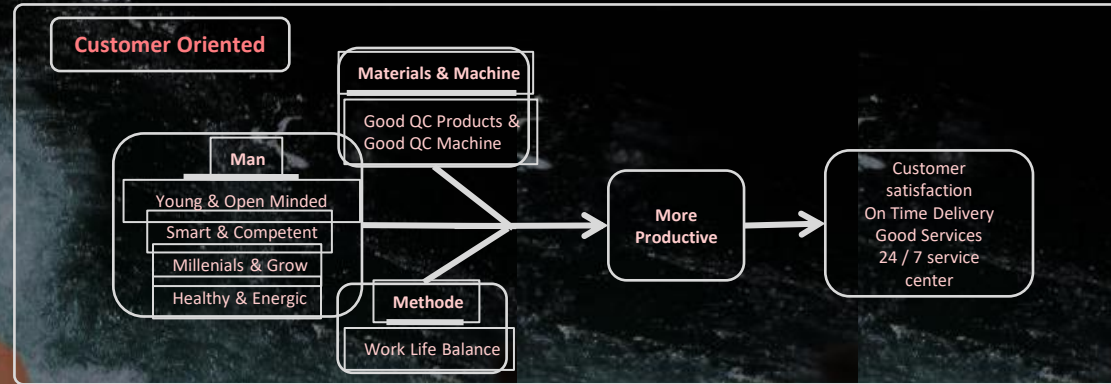 Customer Oriented
Materials & Machine
Good QC Products &
Good QC Machine
Man
Young & Open Minded
Smart & Competent
Millenials & Grow
Healthy & Energic
Methode
Work Life Balance
More
Productive
Customer
satisfaction
On Time Delivery
Good Services
24 / 7 service
center